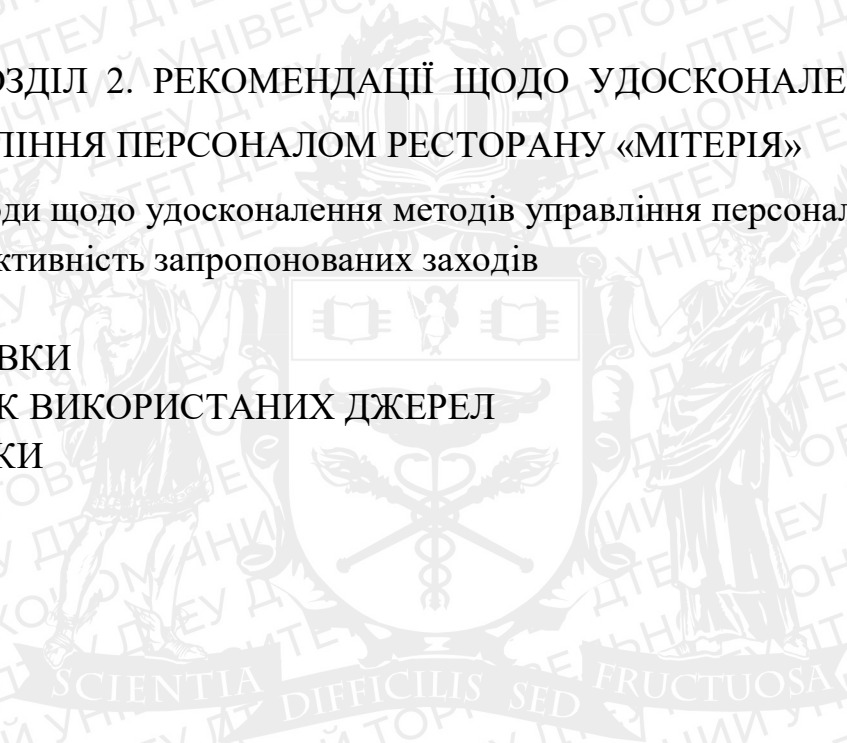 ОЗДІЛ 2. РЕКОМЕНДАЦІЇ ЩОДО УДОСКОНАЛЕ
ЛІННЯ ПЕРСОНАЛОМ РЕСТОРАНУ «МІТЕРІЯ»
оди щодо удосконалення методів управління персонал
ективність запропонованих заходів
ВКИ
К ВИКОРИСТАНИХ ДЖЕРЕЛ
КИ
SCIENTIA DIFFICILIS SED FRUCTUOSA